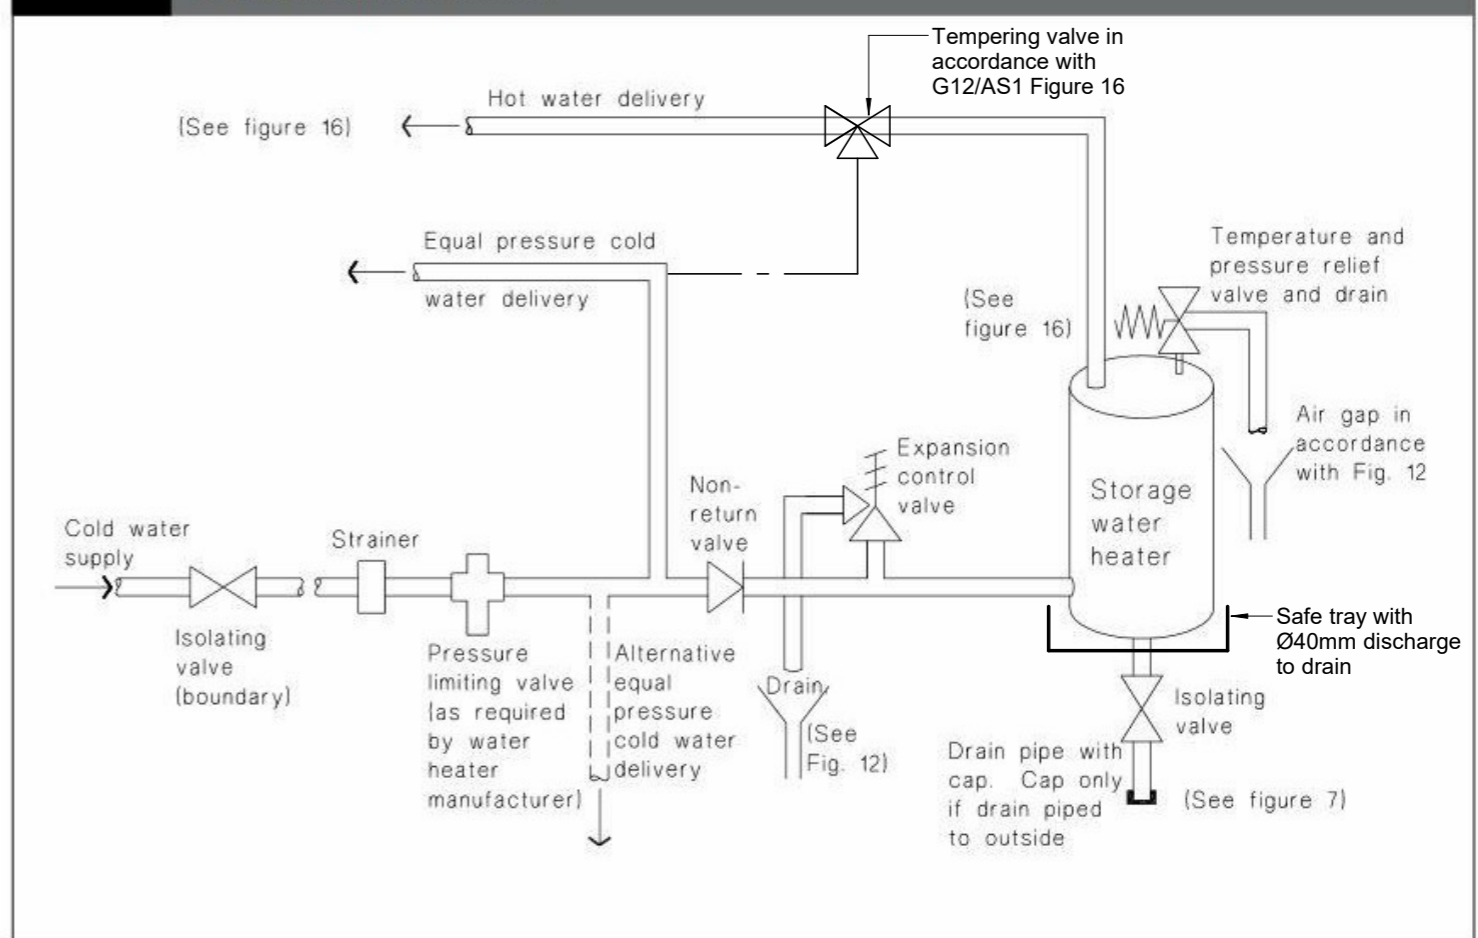 Tempering valve in
accordance with
G12/AS1 Figure 16
Hot water delivery
(See figure 16)
Equal pressure cold
water delivery
Temperature and
pressure relief
valve and drain
(See
figure 16)
Air gap in
accordance
with Fig. 12
Expansion
control
valve
Non-
return
valve
Storage
water
heater
Cold water
supply
Strainer
Isolating
valve
(boundary)
Pressure
limiting valve
(as required
by water
heater
manufacturer)
Alternative
equal
pressure
cold water
delivery
Drain
(See
Fig. 12)
Safe tray with
Ø40mm discharge
to drain
Isolating
valve
Drain pipe with
cap. Cap only
if drain piped
to outside
(See figure 7)